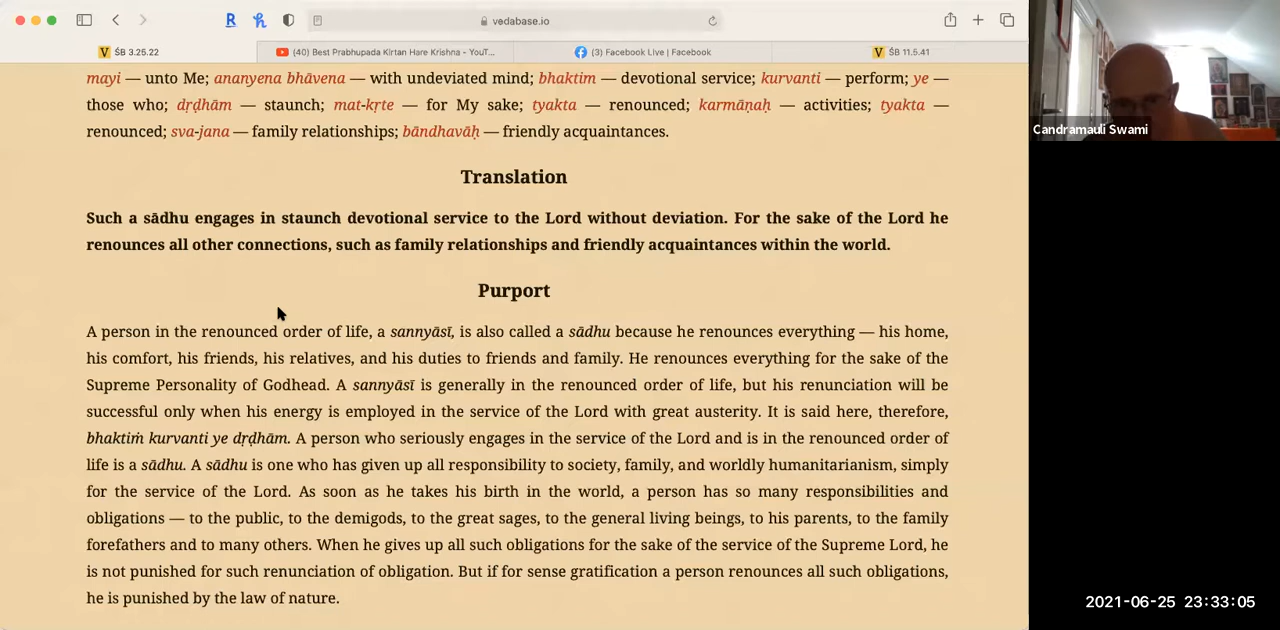 R h vedabase.io
V ŚB 3.25.22 (40) Best Prabhupada Kirtan Hare Krishna - YouT... (3) Facebook Live | Facebook V ŚB 11.5.41
mayi — unto Me; ananyena bhāvena — with undeviated mind; bhaktim — devotional service; kurvanti — perform; ye —
those who; dṛḍhām — staunch; mat-kṛte — for My sake; tyakta — renounced; karmāṇaḥ — activities; tyakta —
renounced; sva-jana — family relationships; bāndhavāḥ — friendly acquaintances.
Candramauli Swami
Translation
Such a sādhu engages in staunch devotional service to the Lord without deviation. For the sake of the Lord he
renounces all other connections, such as family relationships and friendly acquaintances within the world.
Purport
A person in the renounced order of life, a sannyāsī, is also called a sādhu because he renounces everything — his home,
his comfort, his friends, his relatives, and his duties to friends and family. He renounces everything for the sake of the
Supreme Personality of Godhead. A sannyāsī is generally in the renounced order of life, but his renunciation will be
successful only when his energy is employed in the service of the Lord with great austerity. It is said here, therefore,
bhaktiṁ kurvanti ye dṛḍhām. A person who seriously engages in the service of the Lord and is in the renounced order of
life is a sādhu. A sādhu is one who has given up all responsibility to society, family, and worldly humanitarianism, simply
for the service of the Lord. As soon as he takes his birth in the world, a person has so many responsibilities and
obligations — to the public, to the demigods, to the great sages, to the general living beings, to his parents, to the family
forefathers and to many others. When he gives up all such obligations for the sake of the service of the Supreme Lord, he
is not punished for such renunciation of obligation. But if for sense gratification a person renounces all such obligations,
he is punished by the law of nature.
2021-06-25 23:33:05